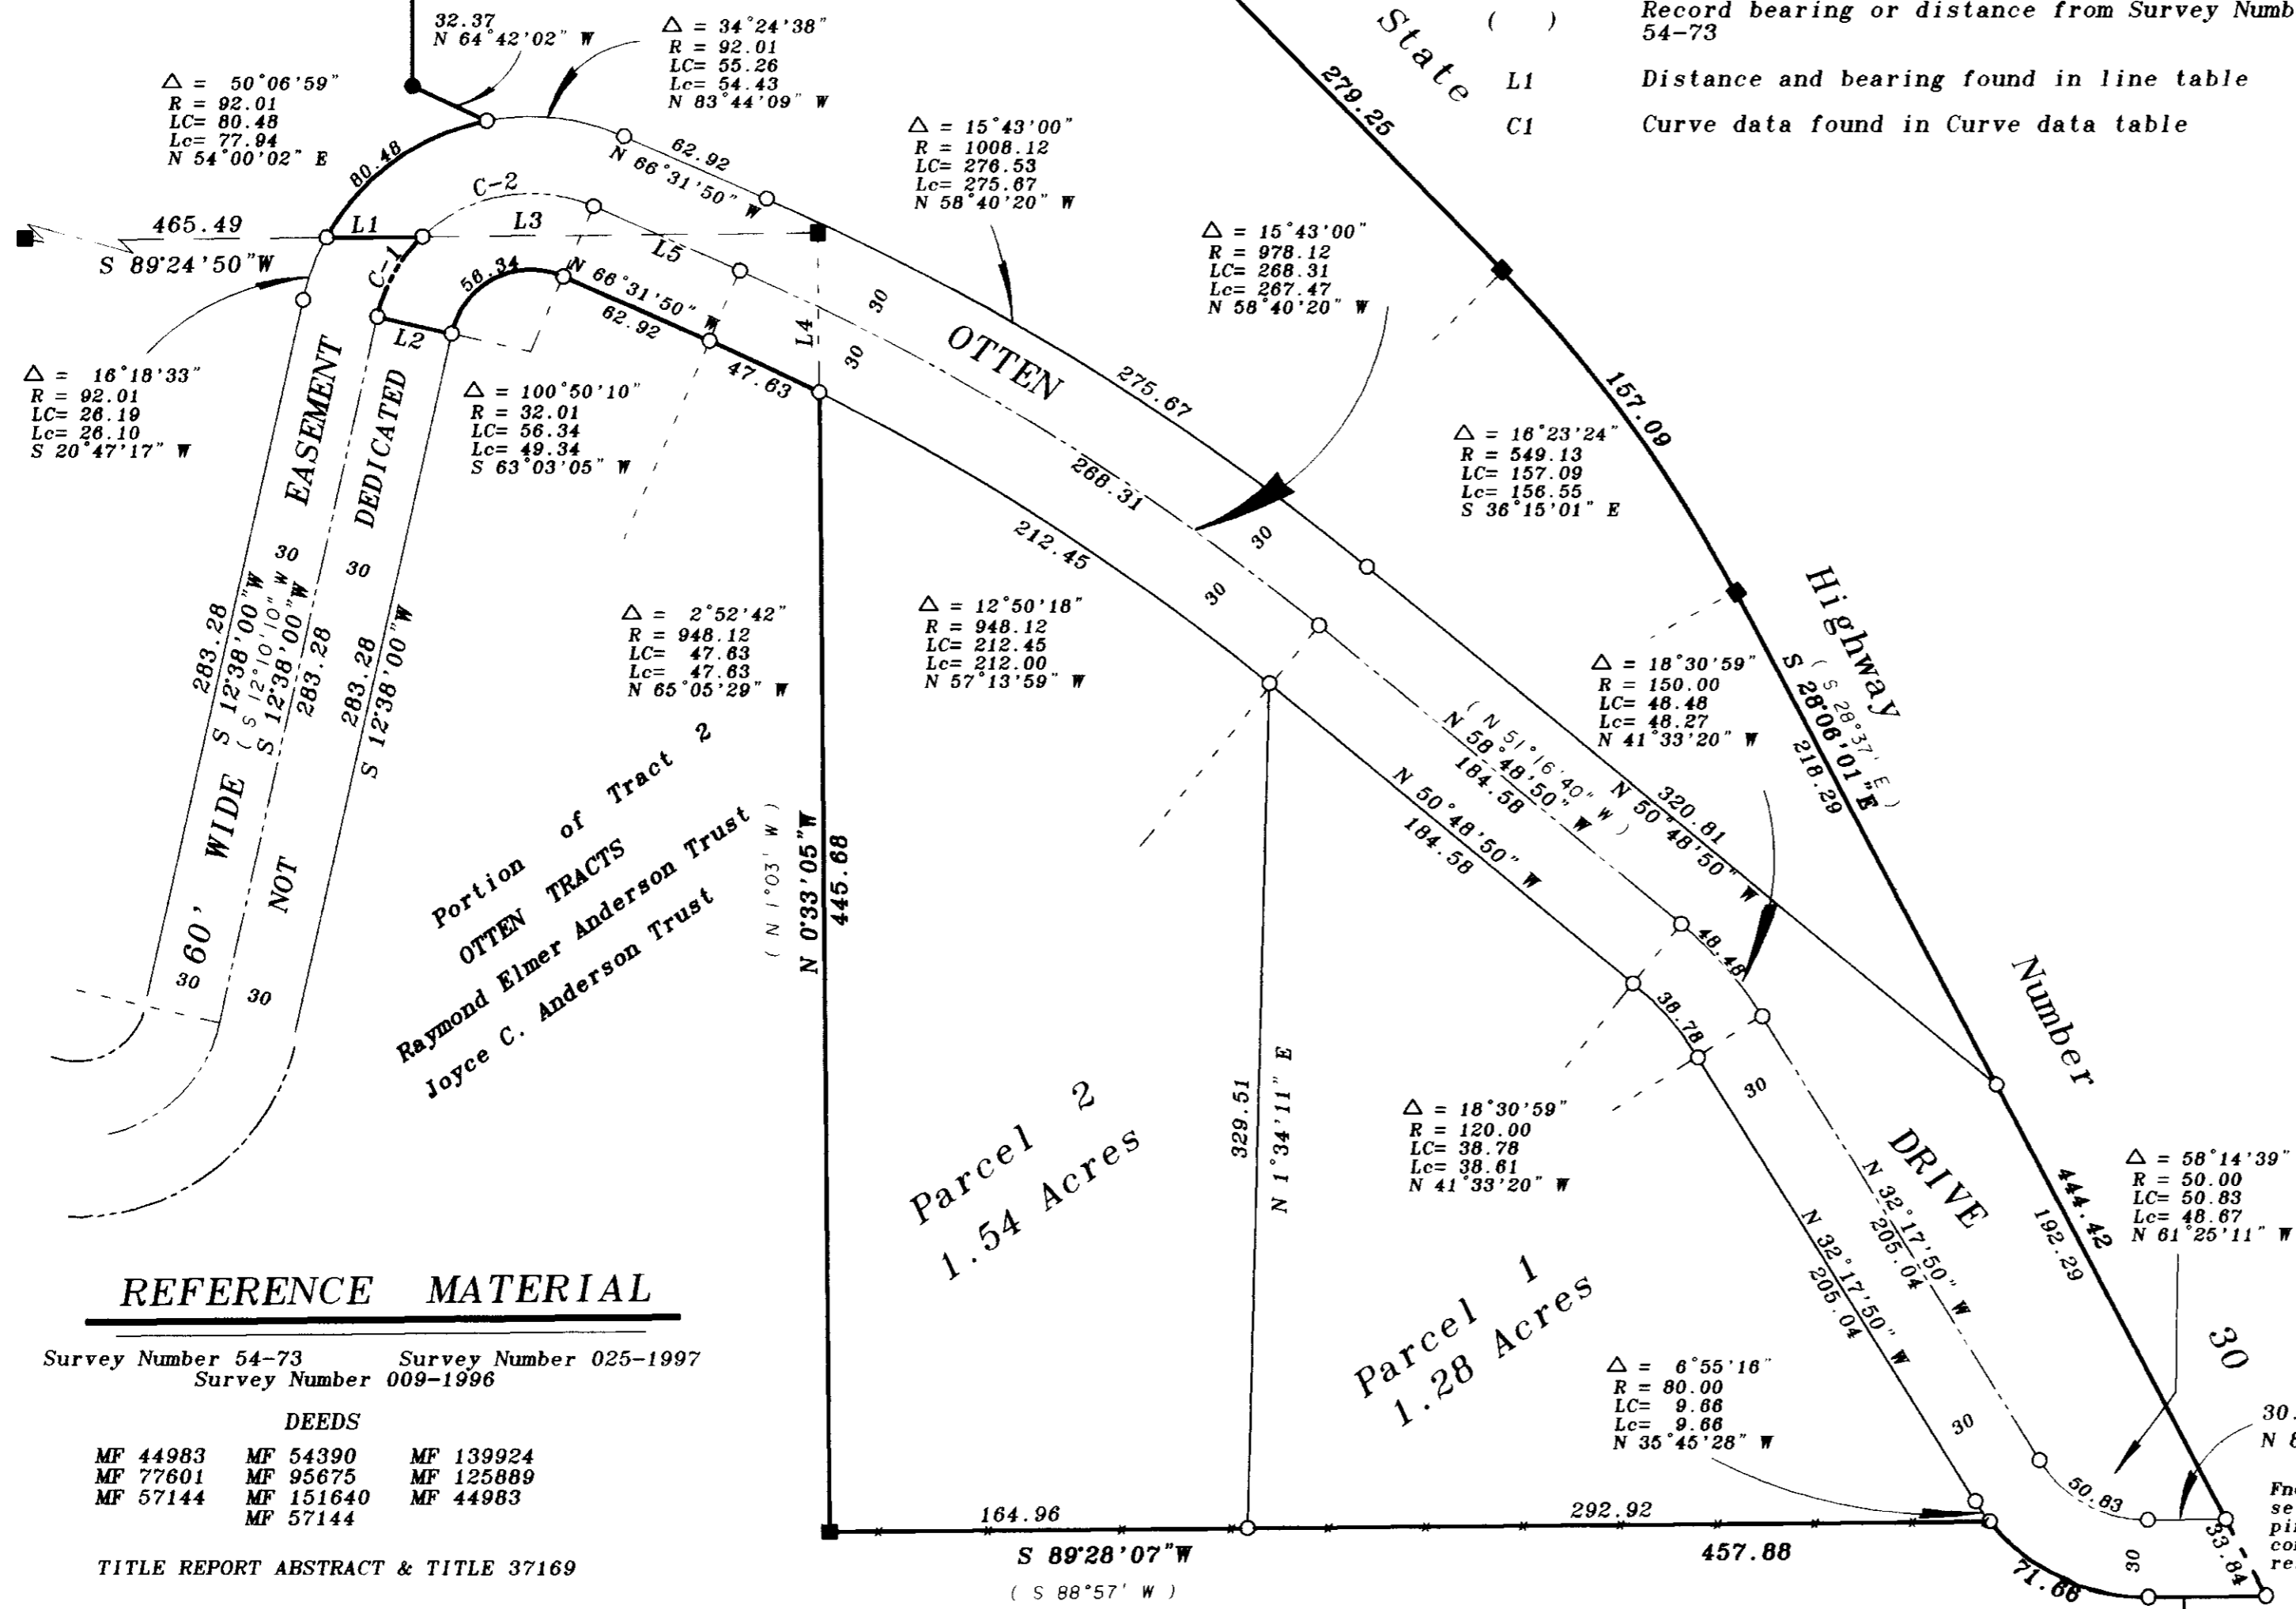 32.37
N 64°42'02" W
Δ = 34°24'38"
R = 92.01
LC= 55.26
Lc= 54.43
N 83°44'09" W
Δ = 50°06'59"
R = 92.01
LC= 80.48
Lc= 77.94
N 54°00'02" E
State
( ) Record bearing or distance from Survey Numb
54-73
L1 Distance and bearing found in line table
C1 Curve data found in Curve data table
279.25
80.48
62.92
N 66°31'50" W
Δ = 15°43'00"
R = 1008.12
LC= 276.53
Lc= 275.67
N 58°40'20" W
C-2
465.49
L1
L3
S 89°24'50"W
C-1
L5
56.34
N 66°31'50" W
62.92
L2
L4
47.63
30
30
OTTEN
Δ = 15°43'00"
R = 978.12
LC= 268.31
Lc= 267.47
N 58°40'20" W
275.67
157.09
Δ = 16°18'33"
R = 92.01
LC= 26.19
Lc= 26.10
S 20°47'17" W
Δ = 100°50'10"
R = 32.01
LC= 56.34
Lc= 49.34
S 63°03'05" W
EASEMENT
DEDICATED
268.31
212.45
30
30
Δ = 16°23'24"
R = 549.13
LC= 157.09
Lc= 156.55
S 36°15'01" E
Highway
30
30
283.28
S 12°38'00"W
( S 12°10'10" W
S 12°38'00"W
283.28
283.28
S 12°38'00"W
Δ = 2°52'42"
R = 948.12
LC= 47.63
Lc= 47.63
N 65°05'29" W
Δ = 12°50'18"
R = 948.12
LC= 212.45
Lc= 212.00
N 57°13'59" W
Δ = 18°30'59"
R = 150.00
LC= 48.48
Lc= 48.27
N 41°33'20" W
( S 28°37' E )
S 28°06'01"E
218.29
( N 51°16'40" W )
N 58°48'50" W
184.58
320.81
N 50°48'50" W
N 50°48'50" W
184.58
WIDE
60'
NOT
30
30
Portion of Tract 2
OTTEN TRACTS
Raymond Elmer Anderson Trust
Joyce C. Anderson Trust
( N 1°03' W )
N 0°33'05"W
445.68
48.48
38.78
Number
Parcel 2
1.54 Acres
329.51
N 1°34'11" E
30
Δ = 18°30'59"
R = 120.00
LC= 38.78
Lc= 38.61
N 41°33'20" W
DRIVE
N 32°17'50" W
205.04
N 32°17'50" W
205.04
444.42
192.29
Δ = 58°14'39"
R = 50.00
LC= 50.83
Lc= 48.67
N 61°25'11" W
Parcel 1
1.28 Acres
30
Δ = 6°55'16"
R = 80.00
LC= 9.66
Lc= 9.66
N 35°45'28" W
30
30.
N 8
50.83
33.84
30
71.66
164.96
292.92
S 89°28'07"W
457.88
( S 88°57' W )
REFERENCE MATERIAL
Survey Number 54-73 Survey Number 025-1997
Survey Number 009-1996
DEEDS
MF 44983 MF 54390 MF 139924
MF 77601 MF 95675 MF 125889
MF 57144 MF 151640 MF 44983
MF 57144
TITLE REPORT ABSTRACT & TITLE 37169